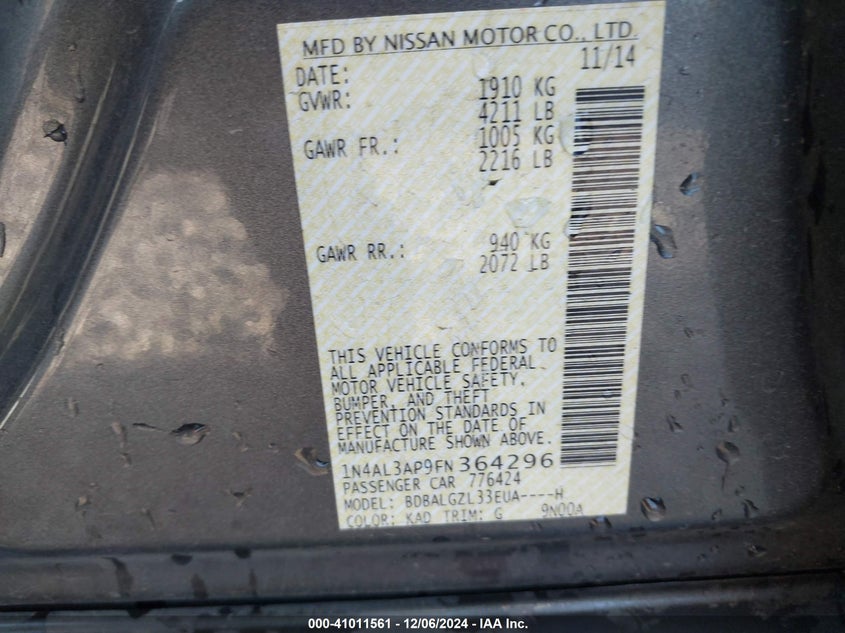 MFD BY NISSAN MOTOR CO., LTD.
DATE: 11/14
GVWR: 1910 KG
4211 LB
GAWR FR.: 1005 KG
2216 LB
GAWR RR.: 940 KG
2072 LB
THIS VEHICLE CONFORMS TO
ALL APPLICABLE FEDERAL
MOTOR VEHICLE SAFETY,
BUMPER, AND THEFT
PREVENTION STANDARDS IN
EFFECT ON THE DATE OF
MANUFACTURE SHOWN ABOVE.
1N4AL3AP9FN364296
PASSENGER CAR 776424
MODEL: BDBALGZL33EUA----H
COLOR: KAD TRIM: G 9N00A
000-41011561 - 12/06/2024 - IAA Inc.